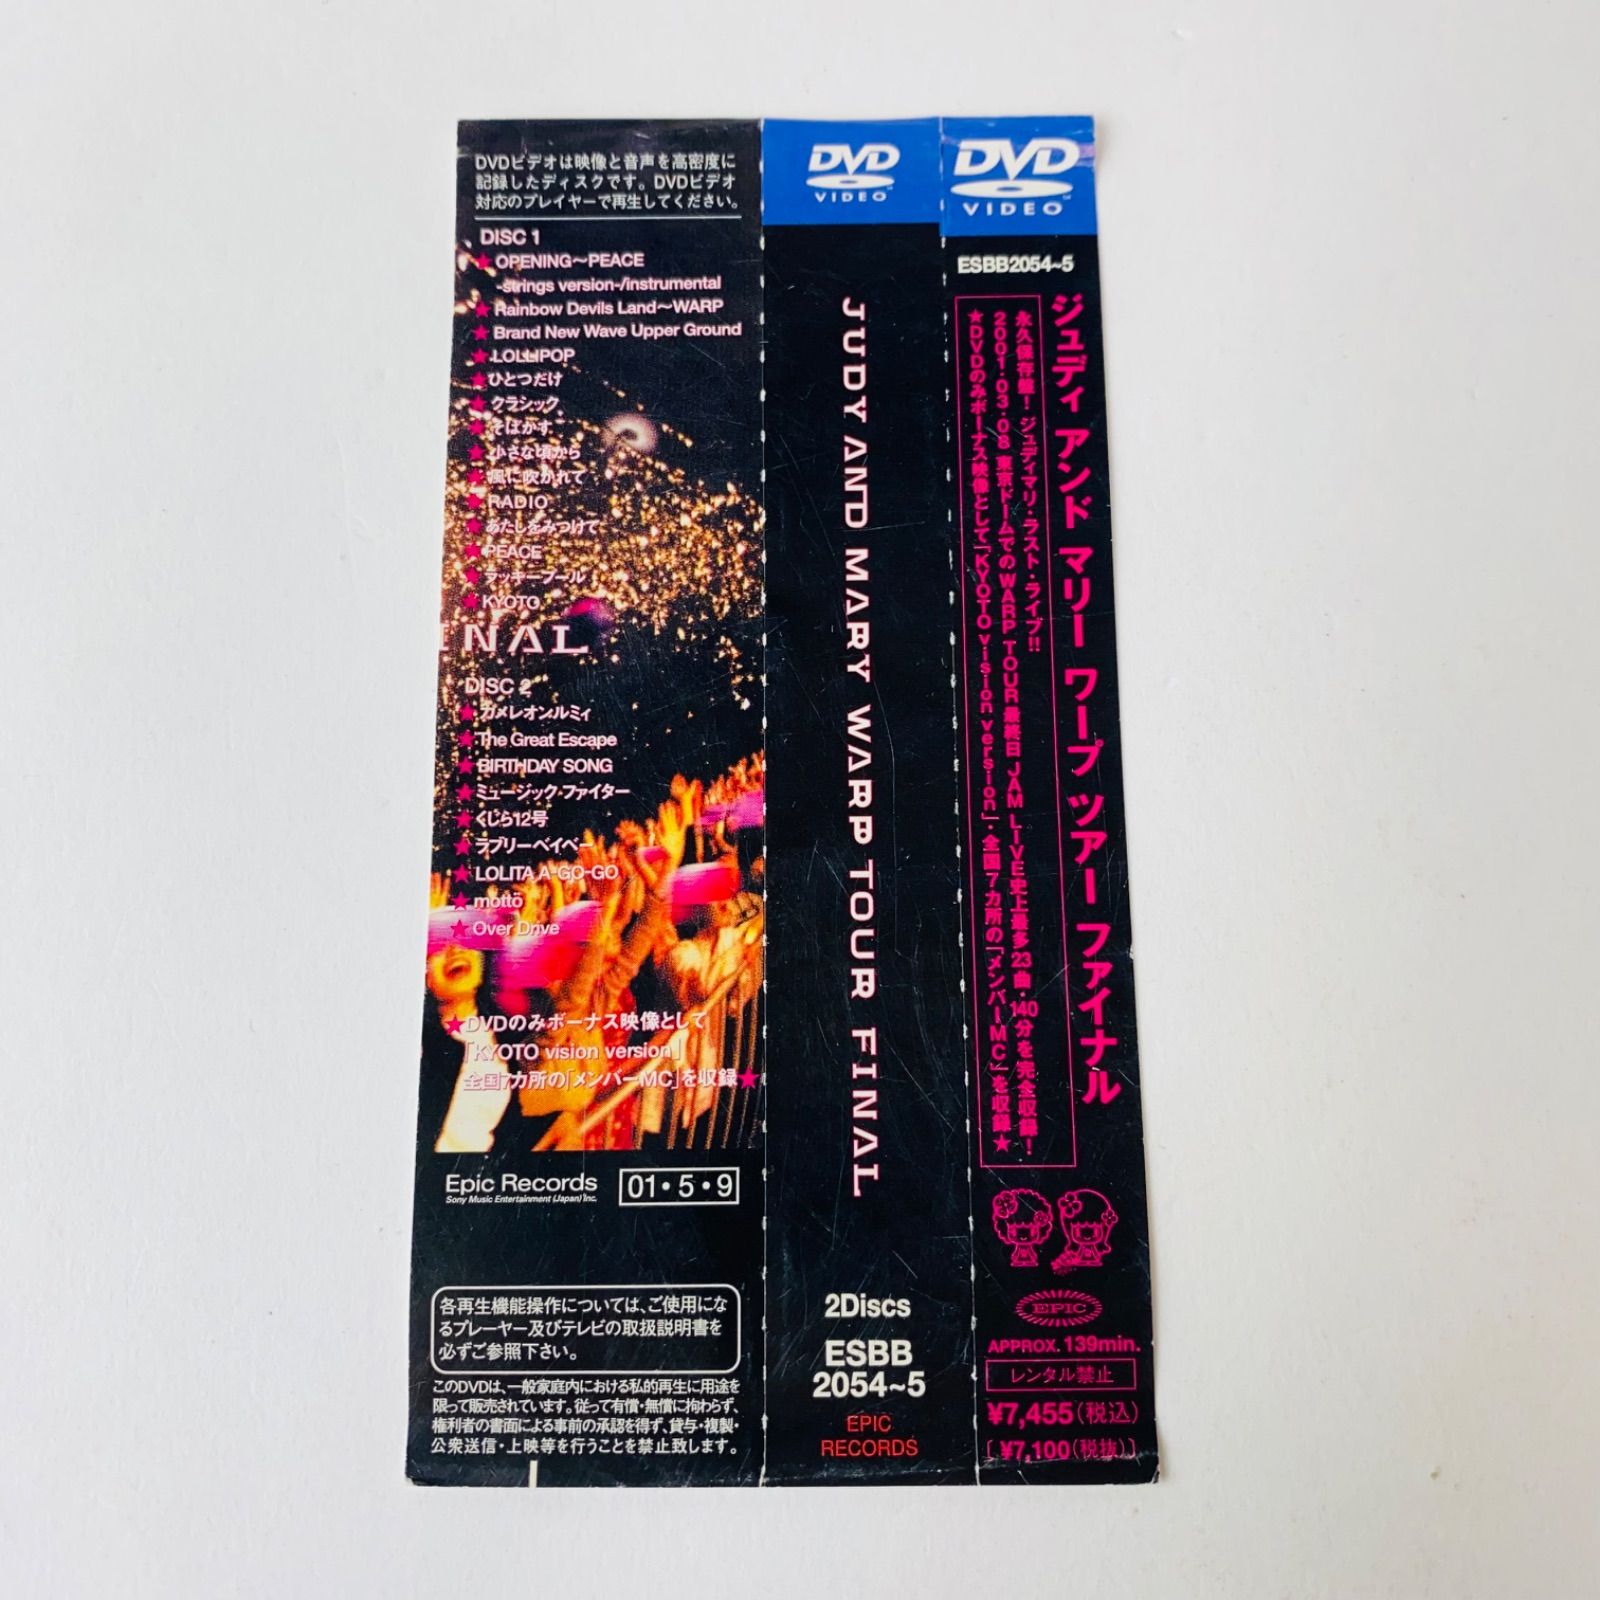 DVDビデオは映像と音声を高密度に
記録したディスクです。DVDビデオ
対応のプレイヤーで再生してください。
DISC 1
★OPENING～PEACE
-strings version-/instrumental
★Rainbow Devils Land～WARP
★Brand New Wave Upper Ground
★LOLLIPOP
★ひとつだけ
★クラシック
★そばかす
★小さな頃から
★風に吹かれて
★RADIO
★あたしをみつけて
★PEACE
★ラッキープール
★KYOTO
INAL
DISC 2
★カメレオンルミィ
★The Great Escape
★BIRTHDAY SONG
★ミュージック ファイター
★くじら12号
★ラブリーベイベー
★LOLITA A-GO-GO
★motto
★Over Drive
★DVDのみボーナス映像として
「KYOTO vision version」
全国7カ所の「メンバーMC」を収録★
Epic Records
Sony Music Entertainment (Japan) Inc.
01・5・9
各再生機能操作については、ご使用にな
るプレーヤー及びテレビの取扱説明書を
必ずご参照下さい。
このDVDは、一般家庭内における私的再生に用途を
限って販売されています。従って有償・無償に拘わらず、
権利者の書面による事前の承認を得ず、貸与・複製・
公衆送信・上映等を行うことを禁止致します。
DVD
VIDEO
JUDY AND MARY WARP TOUR FINAL
2Discs
ESBB
2054~5
EPIC
RECORDS
DVD
VIDEO
ESBB2054~5
ジュディ アンド マリー ワープ ツアー ファイナル
永久保存盤! ジュディマリ・ラスト・ライブ!!
2001・03・08 東京ドームでのWARP TOUR最終日 JAM LIVE史上最多23曲・140分を完全収録!
★DVDのみボーナス映像として「KYOTO vision version」・全国7カ所の「メンバーMC」を収録★
EPIC
APPROX. 139min.
レンタル禁止
¥7,455(税込)
[¥7,100(税抜)]